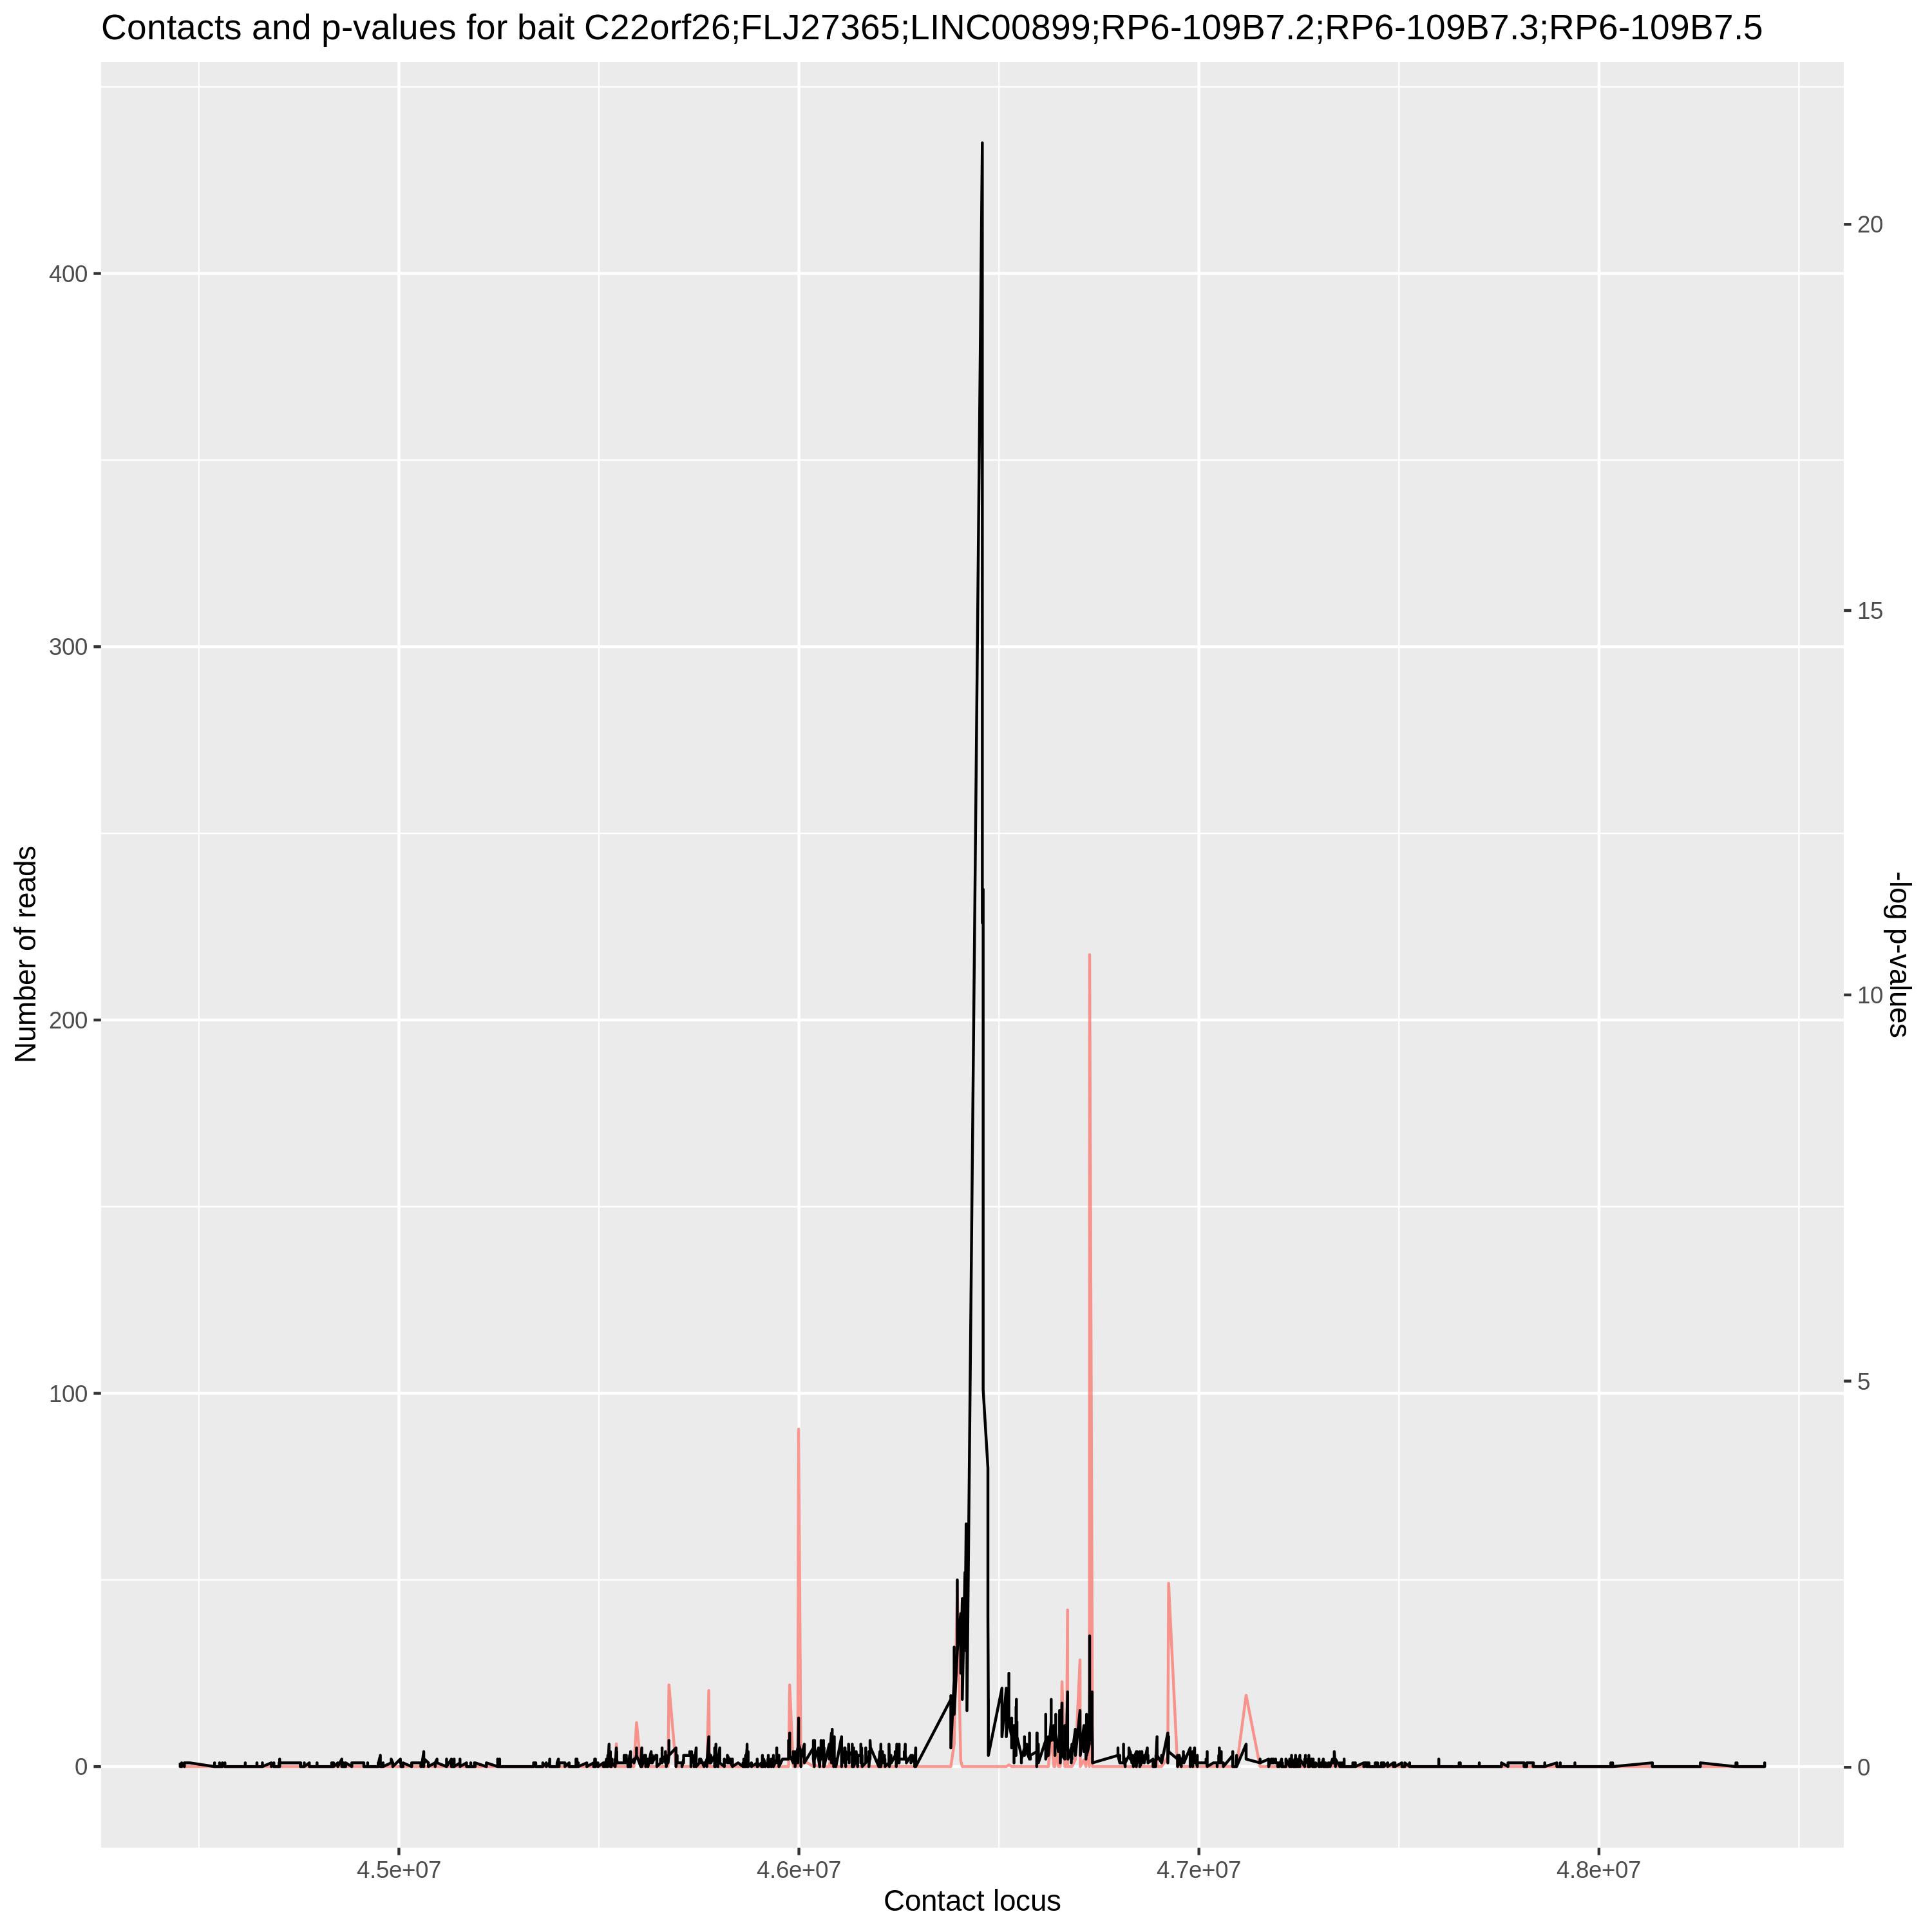 Contacts and p-values for bait C22orf26;FLJ27365;LINC00899;RP6-109B7.2;RP6-109B7.3;RP6-109B7.5
Number of reads
400
300
200
100
0
20
15
10
5
0
-log p-values
4.5e+07
4.6e+07
4.7e+07
4.8e+07
Contact locus